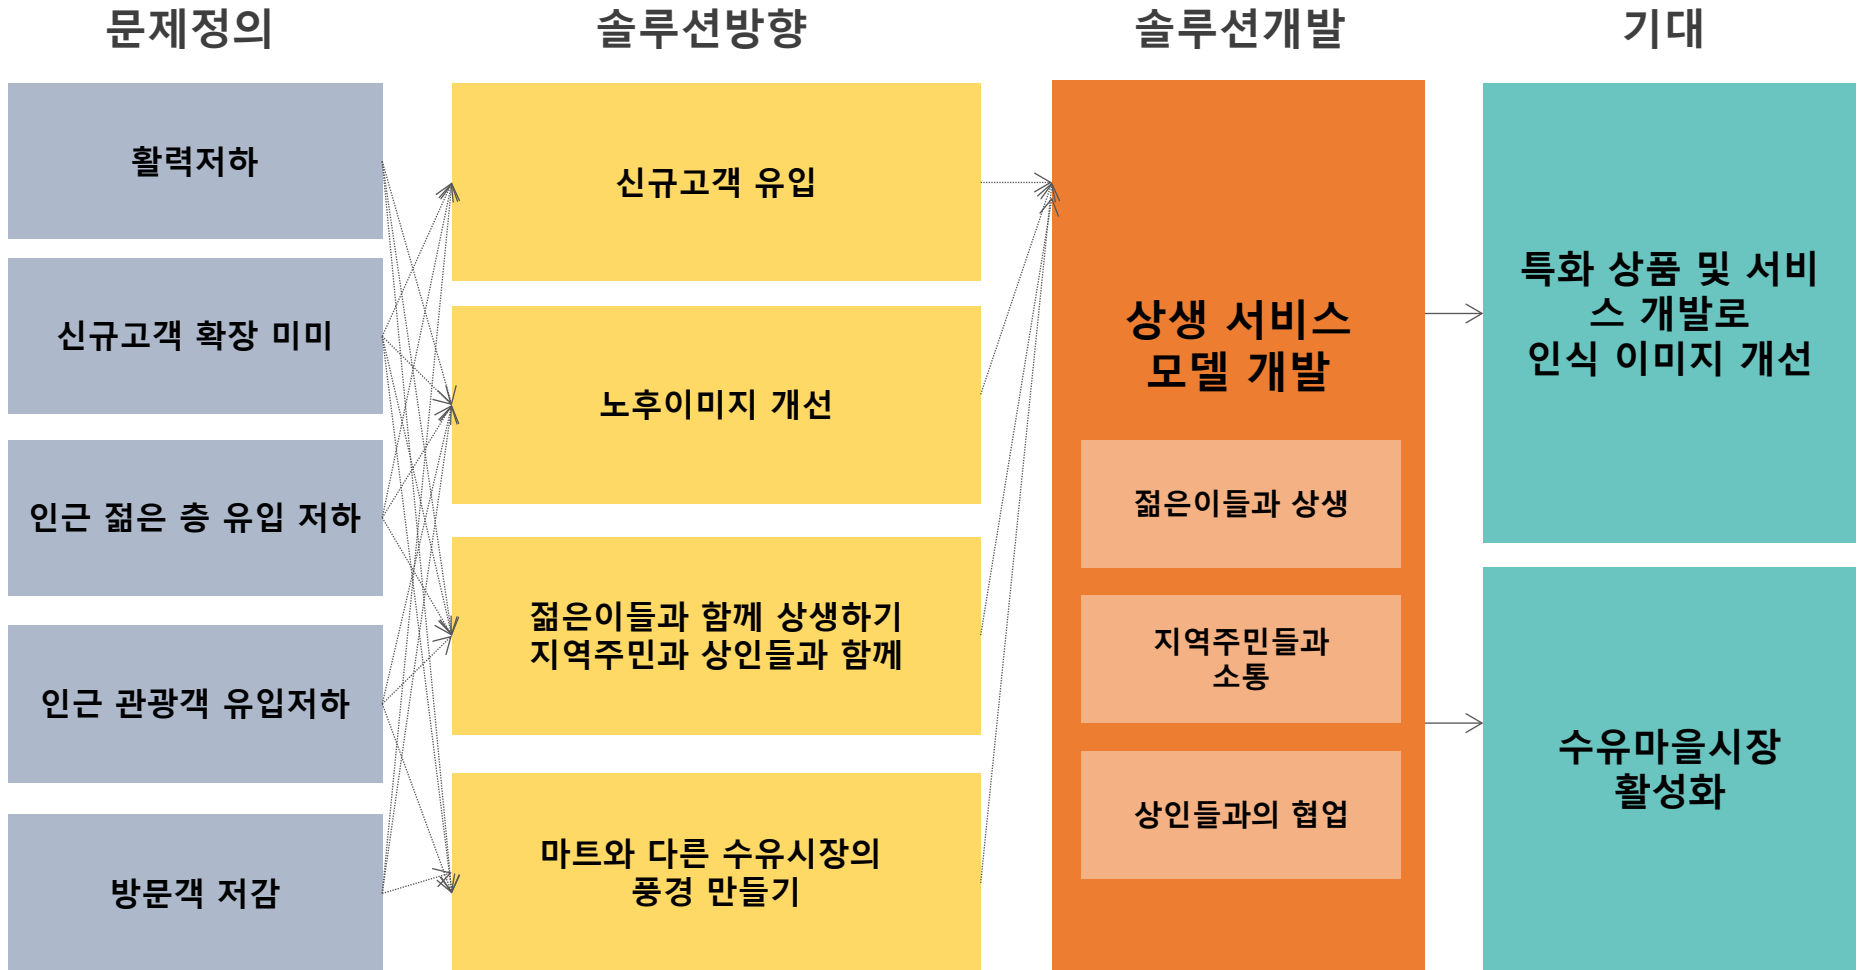 문제정의
솔루션방향
솔루션개발
기대
활력저하
신규고객 확장 미미
인근 젊은 층 유입 저하
인근 관광객 유입저하
방문객 저감
신규고객 유입
노후이미지 개선
젊은이들과 함께 상생하기
지역주민과 상인들과 함께
마트와 다른 수유시장의
풍경 만들기
상생 서비스
모델 개발
젊은이들과 상생
지역주민들과
소통
상인들과의 협업
특화 상품 및 서비
스 개발로
인식 이미지 개선
수유마을시장
활성화